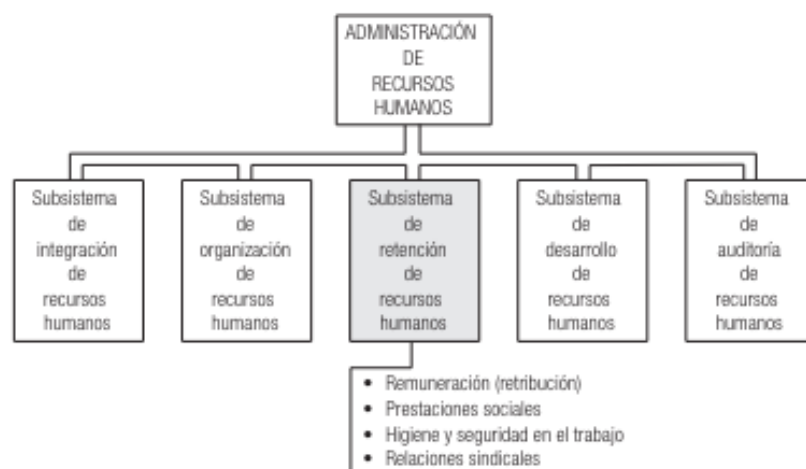 ADMINISTRACIÓN
DE
RECURSOS
HUMANOS
Subsistema
de
integración
de
recursos
humanos
Subsistema
de
organización
de
recursos
humanos
Subsistema
de
retención
de
recursos
humanos
Subsistema
de
desarrollo
de
recursos
humanos
Subsistema
de
auditoría
de
recursos
humanos
• Remuneración (retribución)
• Prestaciones sociales
• Higiene y seguridad en el trabajo
• Relaciones sindicales